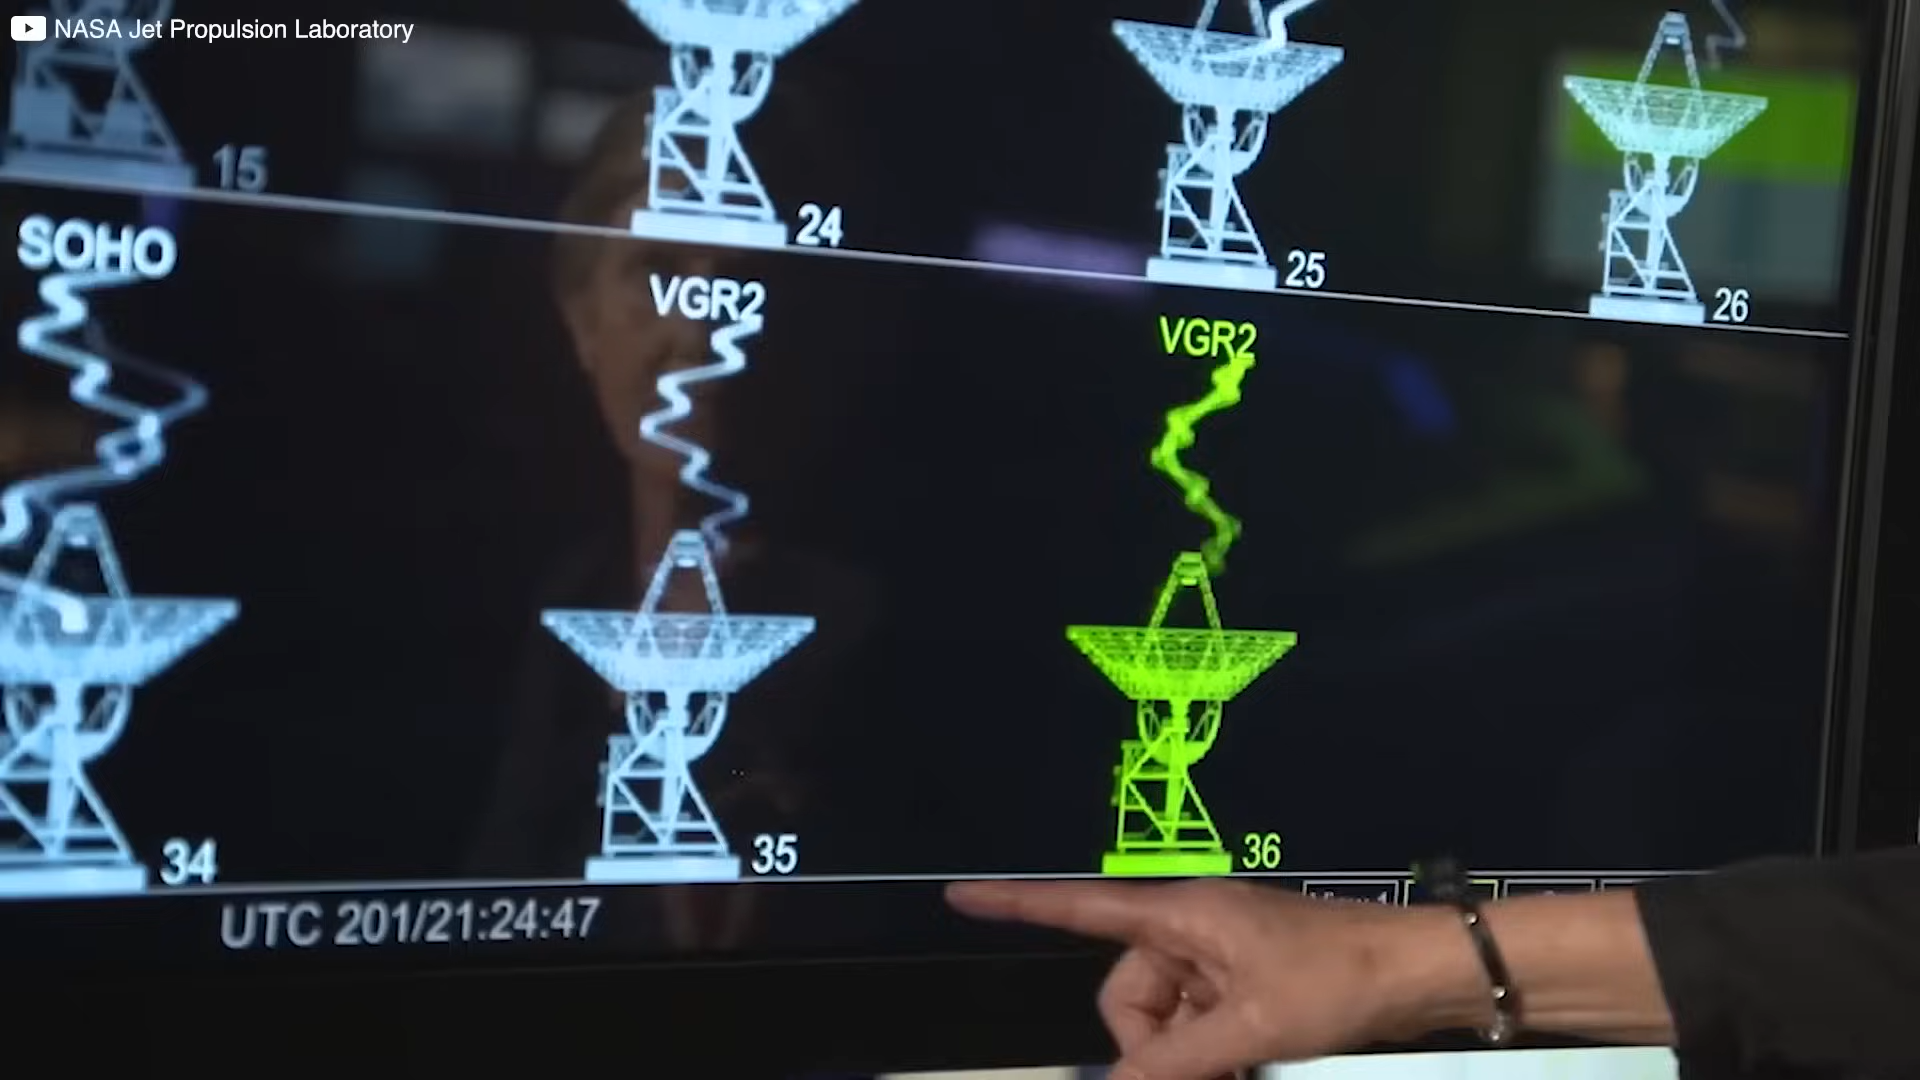 NASA Jet Propulsion Laboratory
15
24
25
26
SOHO
VGR2
VGR2
34
35
36
UTC 201/21:24:47